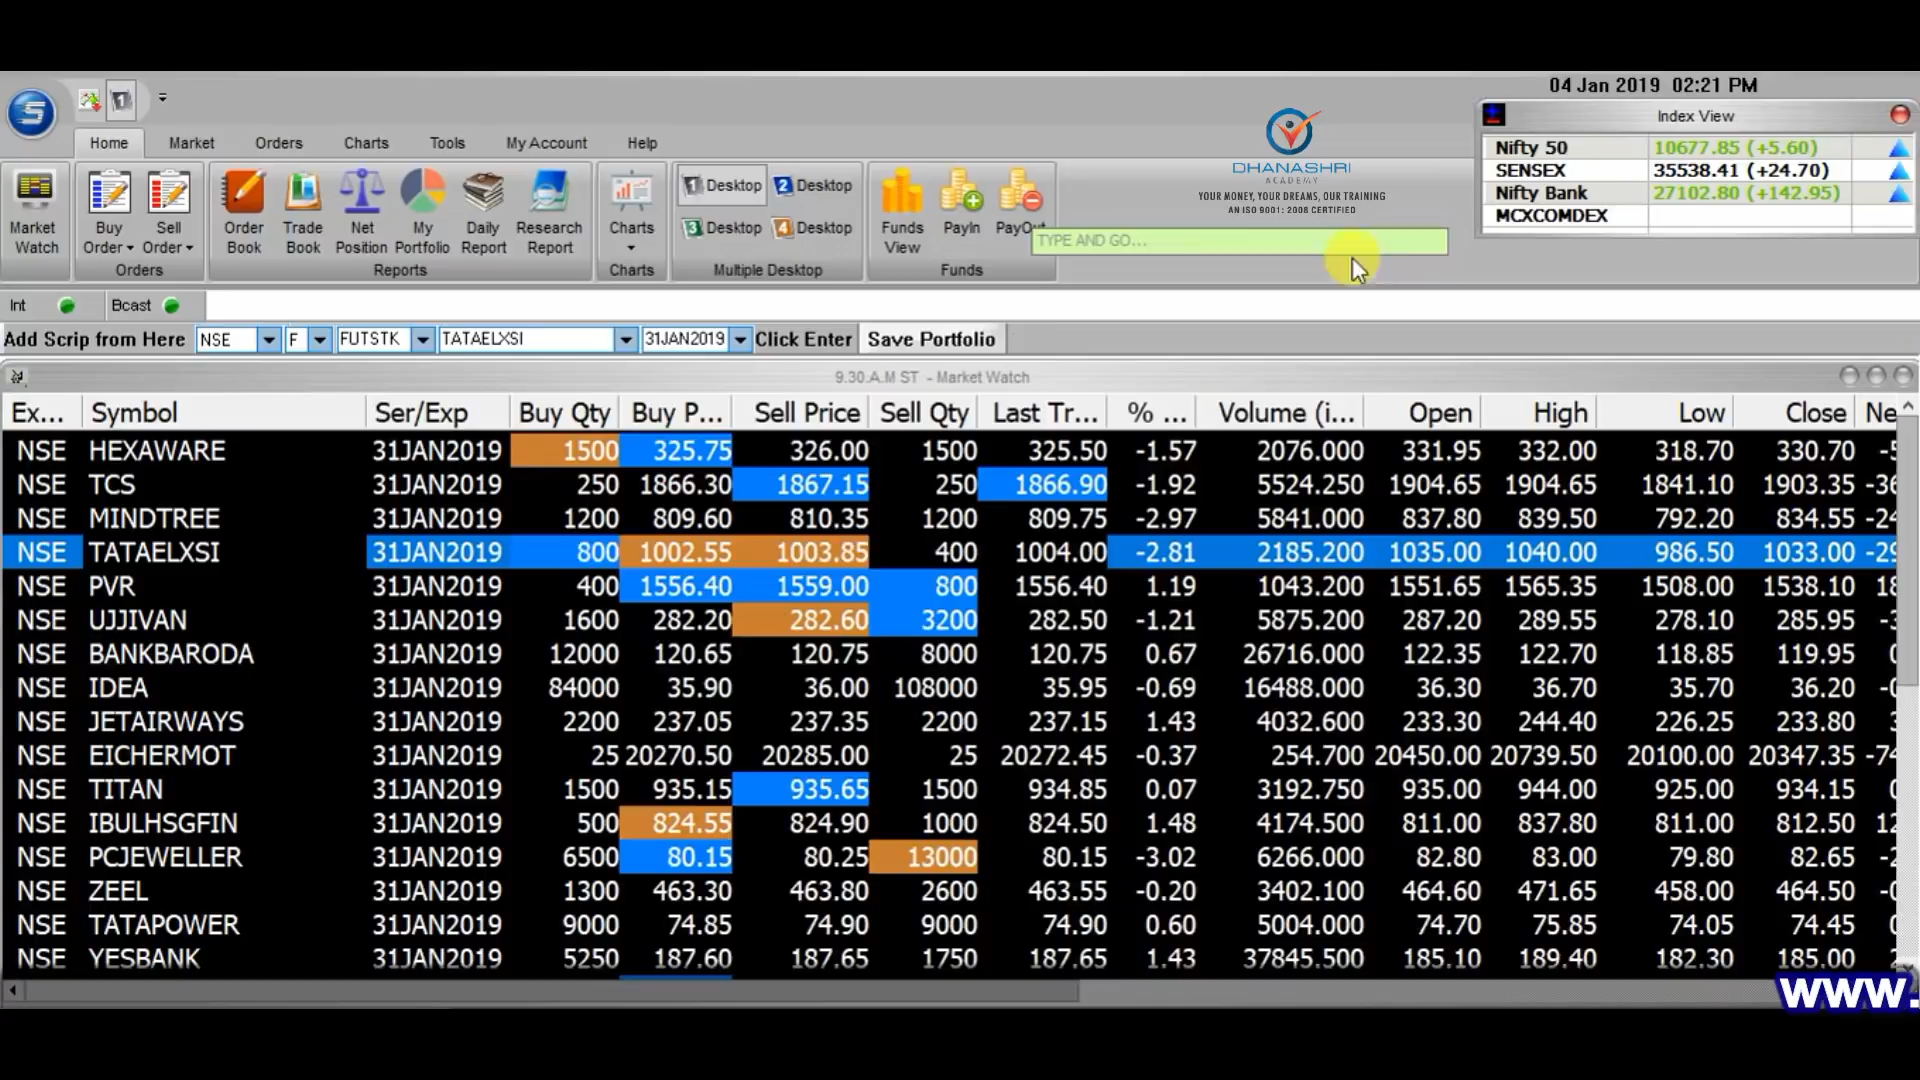 04 Jan 2019 02:21 PM
Index View
Nifty 50 10677.85 (+5.60)
SENSEX 35538.41 (+24.70)
Nifty Bank 27102.80 (+142.95)
MCXCOMDEX
DHANASHRI
ACADEMY
YOUR MONEY, YOUR DREAMS, OUR TRAINING
AN ISO 9001: 2008 CERTIFIED
Home Market Orders Charts Tools My Account Help
Market Watch
Buy Order
Sell Order
Orders
Order Book
Trade Book
Net Position
My Portfolio
Daily Report
Research Report
Reports
Charts
Charts
1 Desktop 2 Desktop
3 Desktop 4 Desktop
Multiple Desktop
Funds View
PayIn
PayOu
Funds
TYPE AND GO...
Int Bcast
Add Scrip from Here NSE F FUTSTK TATAELXSI 31JAN2019 Click Enter Save Portfolio
9.30.A.M ST - Market Watch
Ex... Symbol Ser/Exp Buy Qty Buy P... Sell Price Sell Qty Last Tr... % ... Volume (i... Open High Low Close Ne
NSE HEXAWARE 31JAN2019 1500 325.75 326.00 1500 325.50 -1.57 2076.000 331.95 332.00 318.70 330.70 -5
NSE TCS 31JAN2019 250 1866.30 1867.15 250 1866.90 -1.92 5524.250 1904.65 1904.65 1841.10 1903.35 -36
NSE MINDTREE 31JAN2019 1200 809.60 810.35 1200 809.75 -2.97 5841.000 837.80 839.50 792.20 834.55 -24
NSE TATAELXSI 31JAN2019 800 1002.55 1003.85 400 1004.00 -2.81 2185.200 1035.00 1040.00 986.50 1033.00 -29
NSE PVR 31JAN2019 400 1556.40 1559.00 800 1556.40 1.19 1043.200 1551.65 1565.35 1508.00 1538.10 18
NSE UJJIVAN 31JAN2019 1600 282.20 282.60 3200 282.50 -1.21 5875.200 287.20 289.55 278.10 285.95 -3
NSE BANKBARODA 31JAN2019 12000 120.65 120.75 8000 120.75 0.67 26716.000 122.35 122.70 118.85 119.95 0
NSE IDEA 31JAN2019 84000 35.90 36.00 108000 35.95 -0.69 16488.000 36.30 36.70 35.70 36.20 -0
NSE JETAIRWAYS 31JAN2019 2200 237.05 237.35 2200 237.15 1.43 4032.600 233.30 244.40 226.25 233.80 3
NSE EICHERMOT 31JAN2019 25 20270.50 20285.00 25 20272.45 -0.37 254.700 20450.00 20739.50 20100.00 20347.35 -74
NSE TITAN 31JAN2019 1500 935.15 935.65 1500 934.85 0.07 3192.750 935.00 944.00 925.00 934.15 0
NSE IBULHSGFIN 31JAN2019 500 824.55 824.90 1000 824.50 1.48 4174.500 811.00 837.80 811.00 812.50 12
NSE PCJEWELLER 31JAN2019 6500 80.15 80.25 13000 80.15 -3.02 6266.000 82.80 83.00 79.80 82.65 -2
NSE ZEEL 31JAN2019 1300 463.30 463.80 2600 463.55 -0.20 3402.100 464.60 471.65 458.00 464.50 -0
NSE TATAPOWER 31JAN2019 9000 74.85 74.90 9000 74.90 0.60 5004.000 74.70 75.85 74.05 74.45 0
NSE YESBANK 31JAN2019 5250 187.60 187.65 1750 187.65 1.43 37845.500 185.10 189.40 182.30 185.00
www.